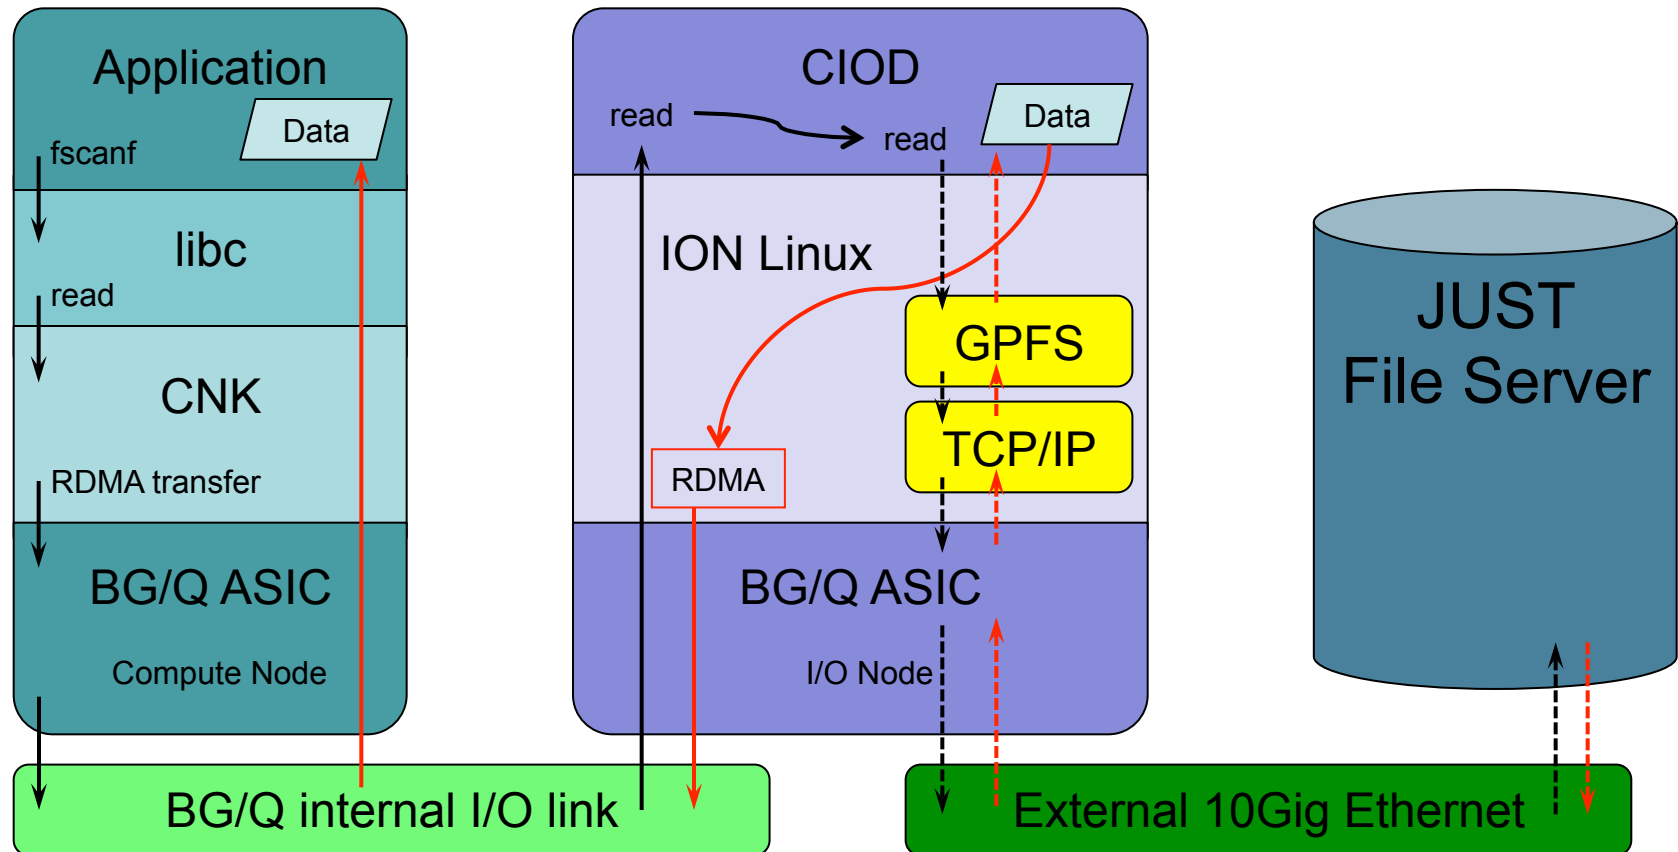 Application
Data
fscanf
libc
read
CNK
RDMA transfer
BG/Q ASIC
Compute Node
CIOD
read
read
Data
ION Linux
GPFS
TCP/IP
RDMA
BG/Q ASIC
I/O Node
JUST
File Server
BG/Q internal I/O link
External 10Gig Ethernet